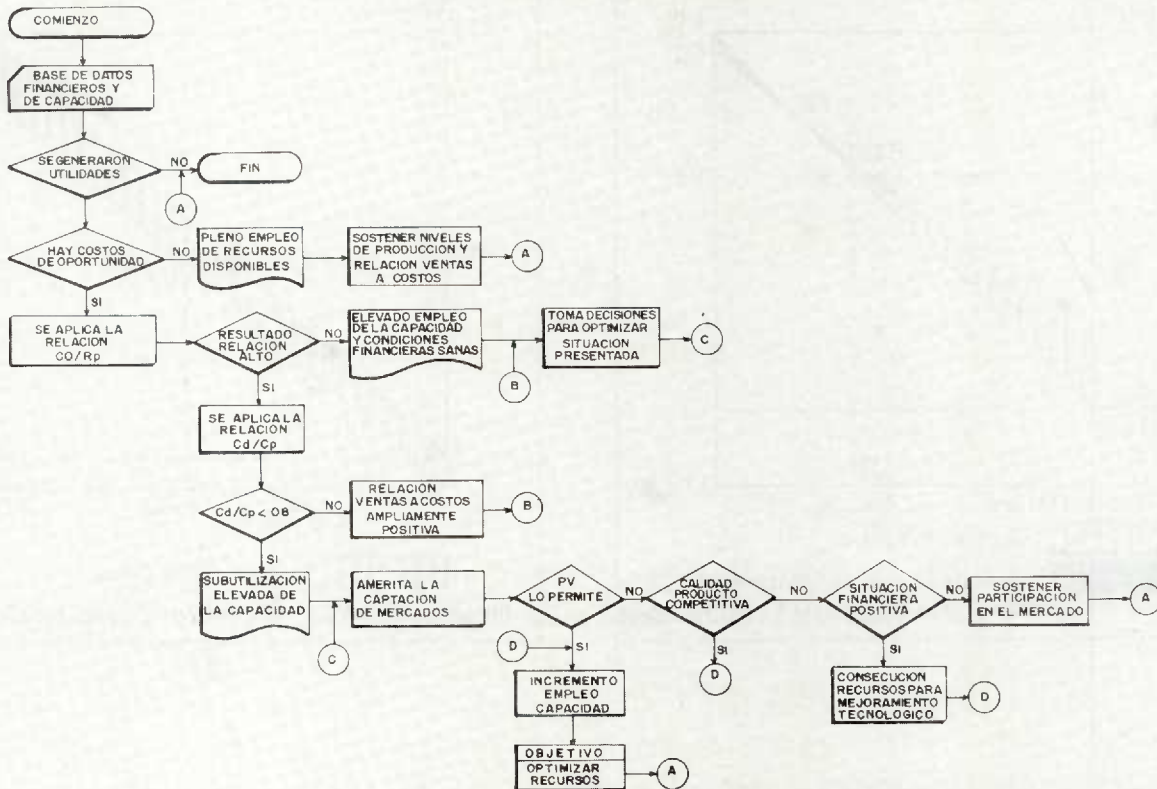 COMIENZO
BASE DE DATOS
FINANCIEROS Y
DE CAPACIDAD
SE GENERARON
UTILIDADES
NO
FIN
A
HAY COSTOS
DE OPORTUNIDAD
NO
PLENO EMPLEO
DE RECURSOS
DISPONIBLES
SOSTENER NIVELES
DE PRODUCCION Y
RELACION VENTAS
A COSTOS
A
SI
SE APLICA LA
RELACION
CO/Rp
RESULTADO
RELACION
ALTO
NO
ELEVADO EMPLEO
DE LA CAPACIDAD
Y CONDICIONES
FINANCIERAS SANAS
B
TOMA DECISIONES
PARA OPTIMIZAR
SITUACION
PRESENTADA
C
SI
SE APLICA LA
RELACION
Cd/Cp
Cd/Cp < 08
NO
RELACION
VENTAS A COSTOS
AMPLIAMENTE
POSITIVA
B
SI
SUBUTILIZACION
ELEVADA DE
LA CAPACIDAD
C
AMERITA LA
CAPTACION
DE MERCADOS
PV
LO PERMITE
NO
CALIDAD
PRODUCTO
COMPETITIVA
NO
SITUACION
FINANCIERA
POSITIVA
NO
SOSTENER
PARTICIPACION
EN EL MERCADO
A
D
SI
SI
D
SI
INCREMENTO
EMPLEO
CAPACIDAD
CONSECUCION
RECURSOS PARA
MEJORAMIENTO
TECNOLOGICO
D
OBJETIVO
OPTIMIZAR
RECURSOS
A